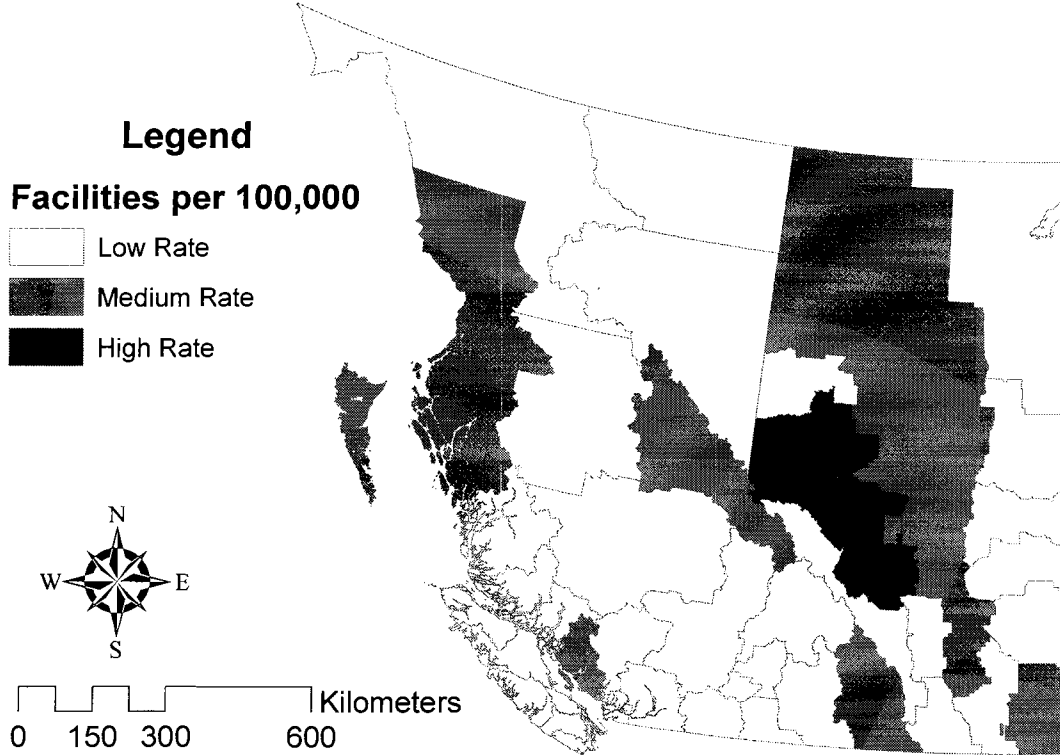 Legend
Facilities per 100,000
Low Rate
Medium Rate
High Rate
N
W E
S
Kilometers
0 150 300 600